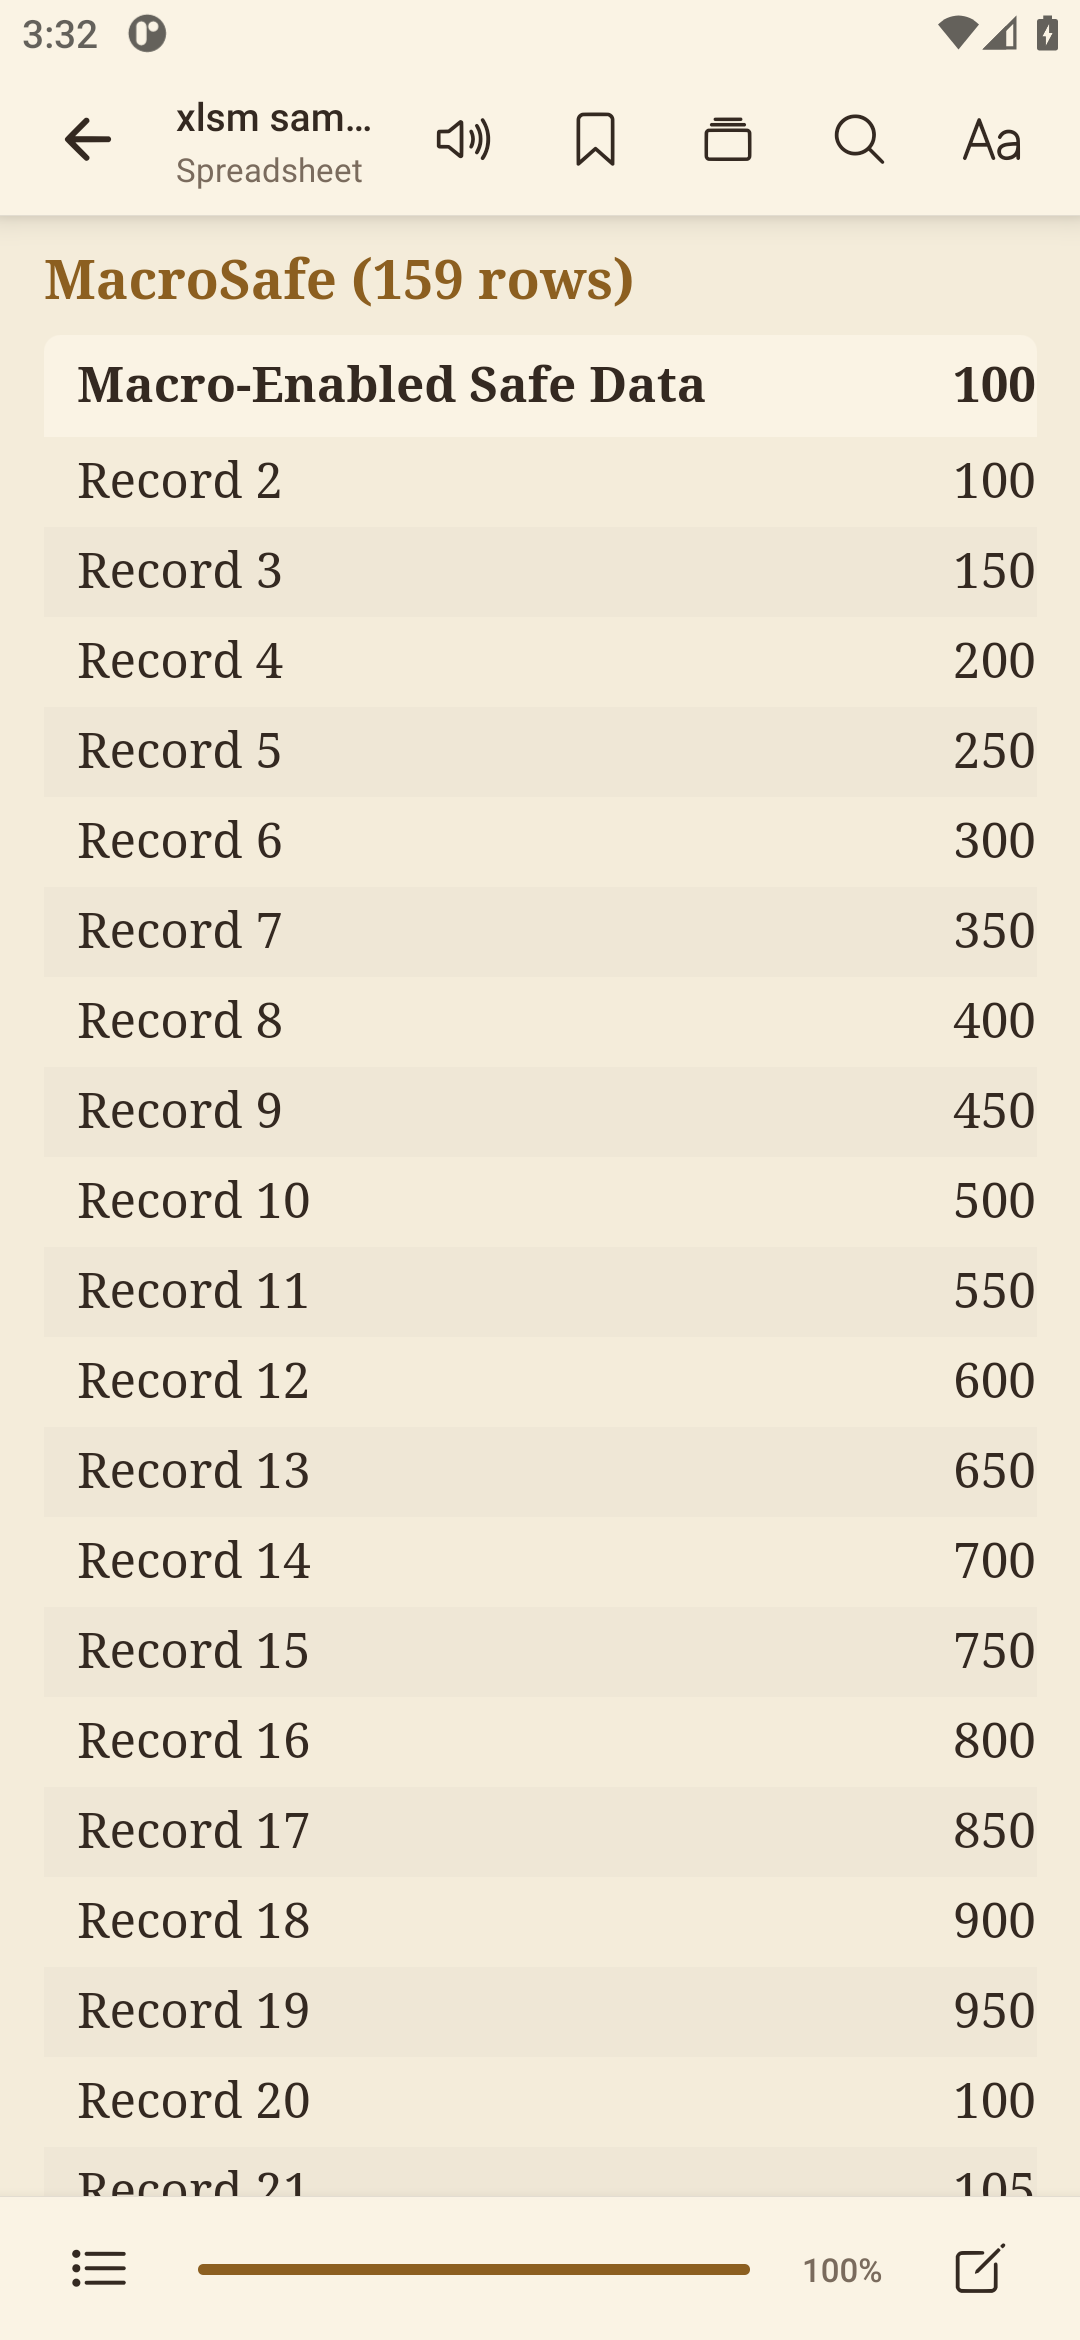 3:32
xlsm sam...
Spreadsheet
Aa
MacroSafe (159 rows)
Macro-Enabled Safe Data 100
Record 2 100
Record 3 150
Record 4 200
Record 5 250
Record 6 300
Record 7 350
Record 8 400
Record 9 450
Record 10 500
Record 11 550
Record 12 600
Record 13 650
Record 14 700
Record 15 750
Record 16 800
Record 17 850
Record 18 900
Record 19 950
Record 20 100
Record 21 105
100%